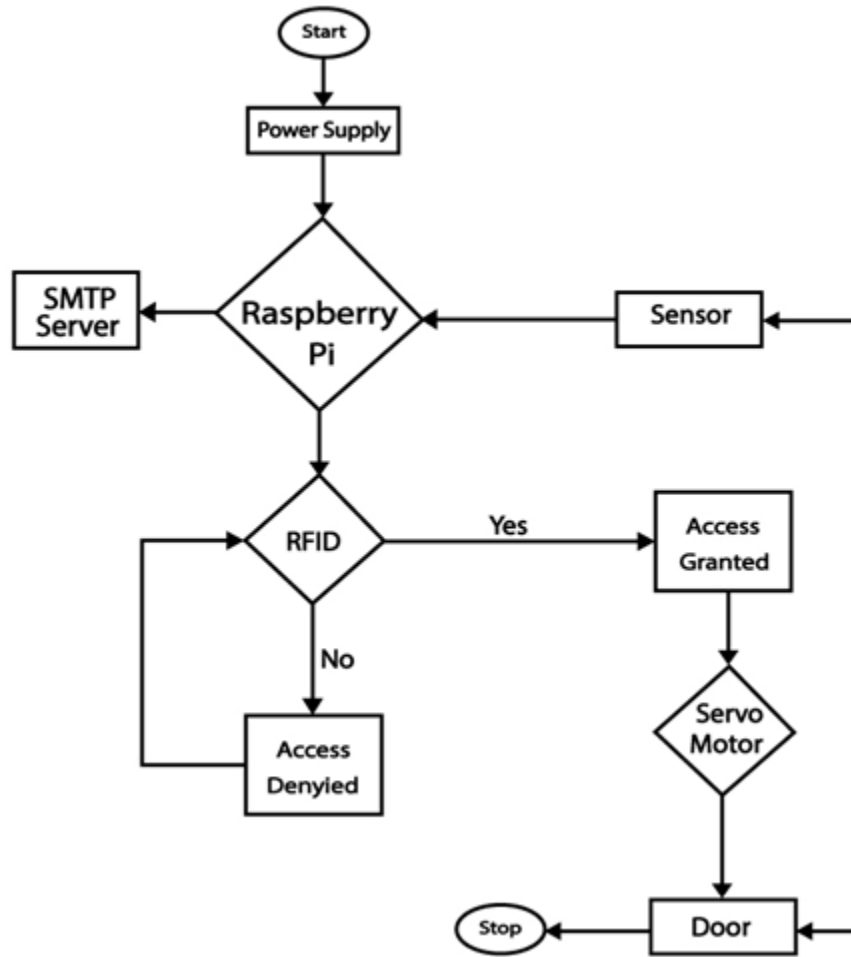 Start
Power Supply
SMTP
Server
Raspberry
Pi
Sensor
RFID
Yes
Access
Granted
No
Servo
Motor
Access
Denyied
Stop
Door